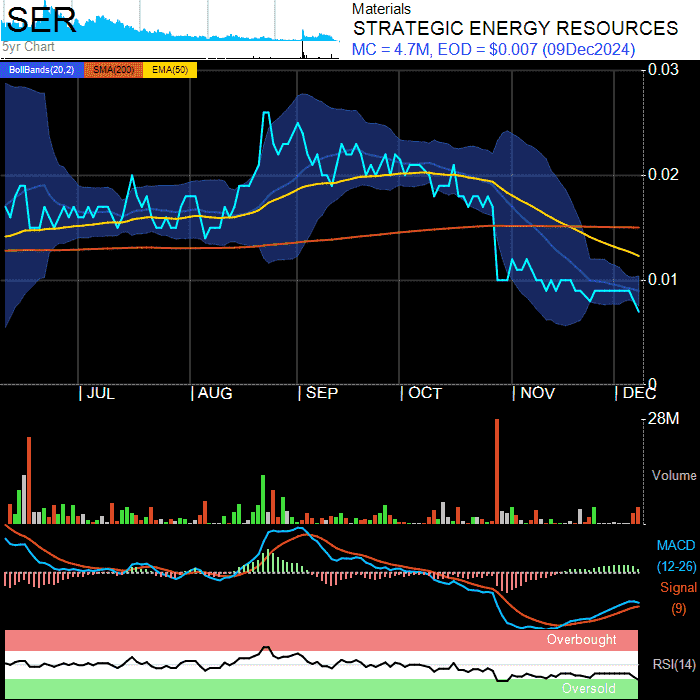 SER
5yr Chart
Materials
STRATEGIC ENERGY RESOURCES
MC = 4.7M, EOD = $0.007 (09Dec2024)
BollBands(20,2) SMA(200) EMA(50)
0.03
0.02
0.01
0
JUL AUG SEP OCT NOV DEC
28M
Volume
MACD
(12-26)
Signal
(9)
Overbought
RSI(14)
Oversold